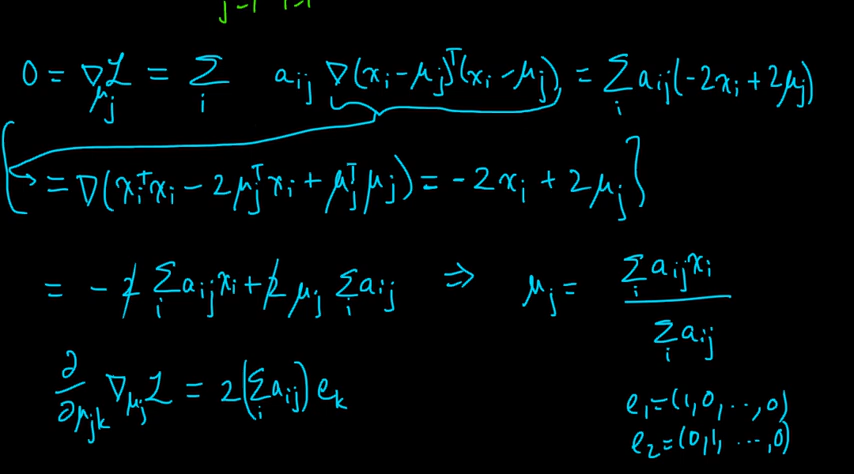 j=1 i=1
0 = ∇_{μ_j} ℒ = Σ_i a_{ij} ∇(x_i - μ_j)^T(x_i - μ_j) = Σ_i a_{ij}(-2x_i + 2μ_j)
= ∇(x_i^T x_i - 2μ_j^T x_i + μ_j^T μ_j) = -2x_i + 2μ_j
= -2 Σ_i a_{ij} x_i + 2 μ_j Σ_i a_{ij} ⇒ μ_j = Σ_i a_{ij} x_i / Σ_i a_{ij}
∂/∂μ_{jk} ∇_{μ_j} ℒ = 2(Σ_i a_{ij}) e_k
e_1 = (1, 0, ..., 0)
e_2 = (0, 1, ..., 0)